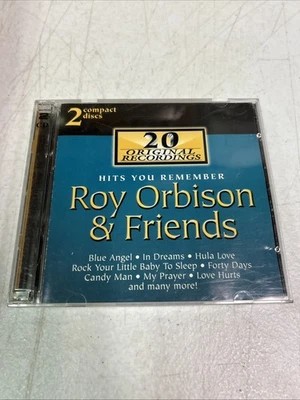 2 compact discs
20
ORIGINAL
RECORDINGS
HITS YOU REMEMBER
Roy Orbison
& Friends
Blue Angel • In Dreams • Hula Love
Rock Your Little Baby To Sleep • Forty Days
Candy Man • My Prayer • Love Hurts
and many more!